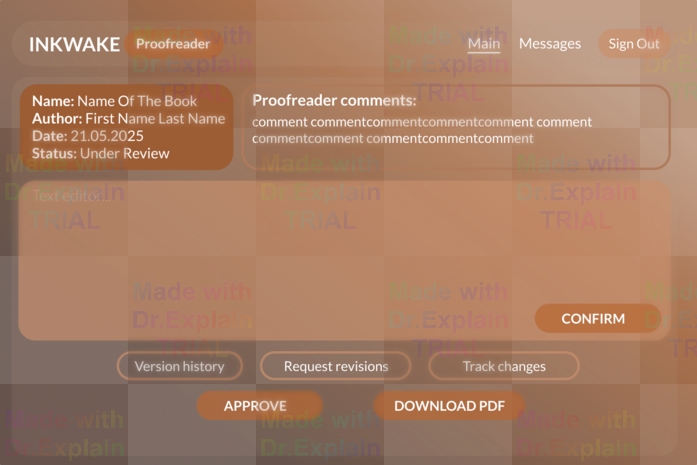 INKWAKE Proofreader Main Messages Sign Out
Name: Name Of The Book
Author: First Name Last Name
Date: 21.05.2025
Status: Under Review
Proofreader comments:
comment commentcommentcommentcomment comment
commentcomment commentcommentcomment
Text editor...
CONFIRM
Version history Request revisions Track changes
APPROVE DOWNLOAD PDF
Made with
Dr.Explain
TRIAL